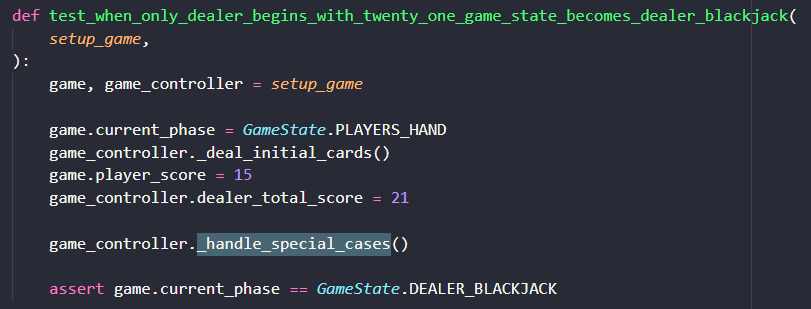 def test_when_only_dealer_begins_with_twenty_one_game_state_becomes_dealer_blackjack(
    setup_game,
):
    game, game_controller = setup_game

    game.current_phase = GameState.PLAYERS_HAND
    game_controller._deal_initial_cards()
    game.player_score = 15
    game_controller.dealer_total_score = 21

    game_controller._handle_special_cases()

    assert game.current_phase == GameState.DEALER_BLACKJACK